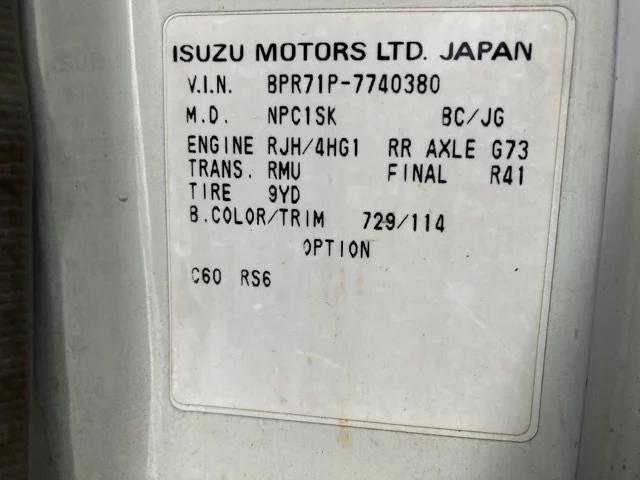 ISUZU MOTORS LTD. JAPAN
V.I.N. BPR71P-7740380
M.D. NPC1SK BC/JG
ENGINE RJH/4HG1 RR AXLE G73
TRANS. RMU FINAL R41
TIRE 9YD
B.COLOR/TRIM 729/114
OPTION
C60 RS6